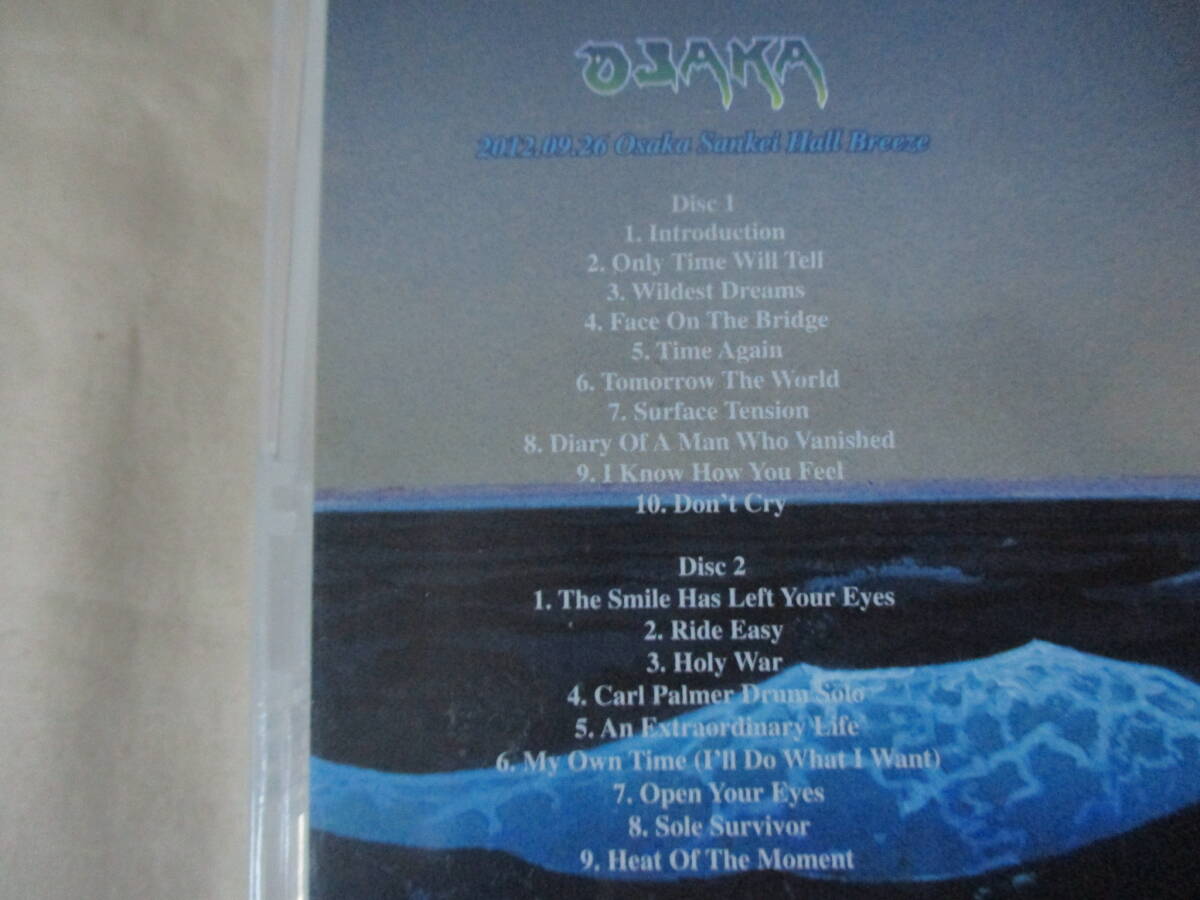 OSAKA
2012.09.26 Osaka Sankei Hall Breeze
Disc 1
1. Introduction
2. Only Time Will Tell
3. Wildest Dreams
4. Face On The Bridge
5. Time Again
6. Tomorrow The World
7. Surface Tension
8. Diary Of A Man Who Vanished
9. I Know How You Feel
10. Don't Cry
Disc 2
1. The Smile Has Left Your Eyes
2. Ride Easy
3. Holy War
4. Carl Palmer Drum Solo
5. An Extraordinary Life
6. My Own Time (I'll Do What I Want)
7. Open Your Eyes
8. Sole Survivor
9. Heat Of The Moment